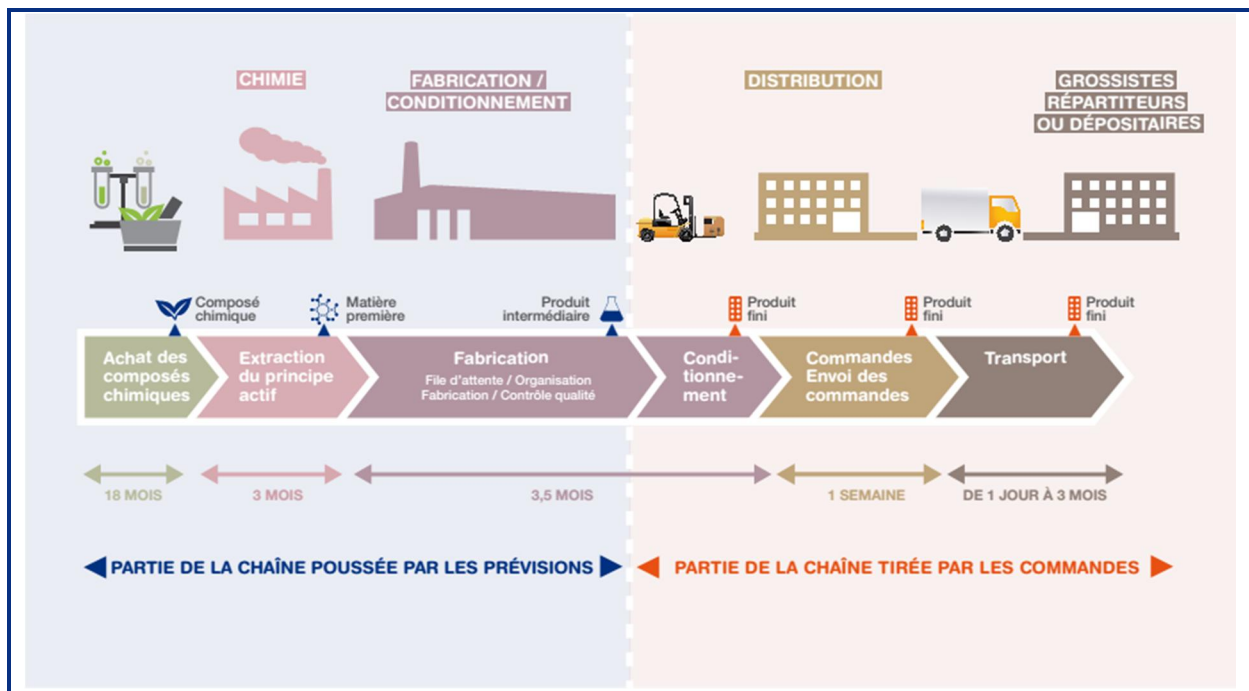 CHIMIE
FABRICATION /
CONDITIONNEMENT
DISTRIBUTION
GROSSISTES
RÉPARTITEURS
OU DÉPOSITAIRES
Composé
chimique
Matière
première
Produit
intermédiaire
Produit
fini
Produit
fini
Produit
fini
Achat des
composés
chimiques
Extraction
du principe
actif
Fabrication
File d'attente / Organisation
Fabrication / Contrôle qualité
Condi-
tionne-
ment
Commandes
Envoi des
commandes
Transport
18 MOIS
3 MOIS
3,5 MOIS
1 SEMAINE
DE 1 JOUR À 3 MOIS
PARTIE DE LA CHAÎNE POUSSÉE PAR LES PRÉVISIONS
PARTIE DE LA CHAÎNE TIRÉE PAR LES COMMANDES